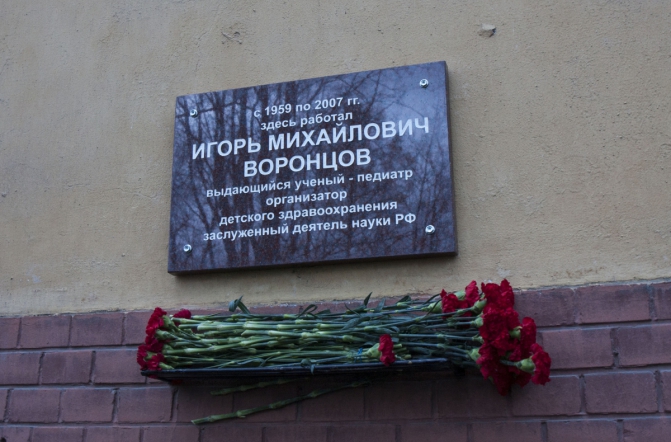 с 1959 по 2007 гг.
здесь работал
ИГОРЬ МИХАЙЛОВИЧ
ВОРОНЦОВ
выдающийся ученый - педиатр
организатор
детского здравоохранения
заслуженный деятель науки РФ